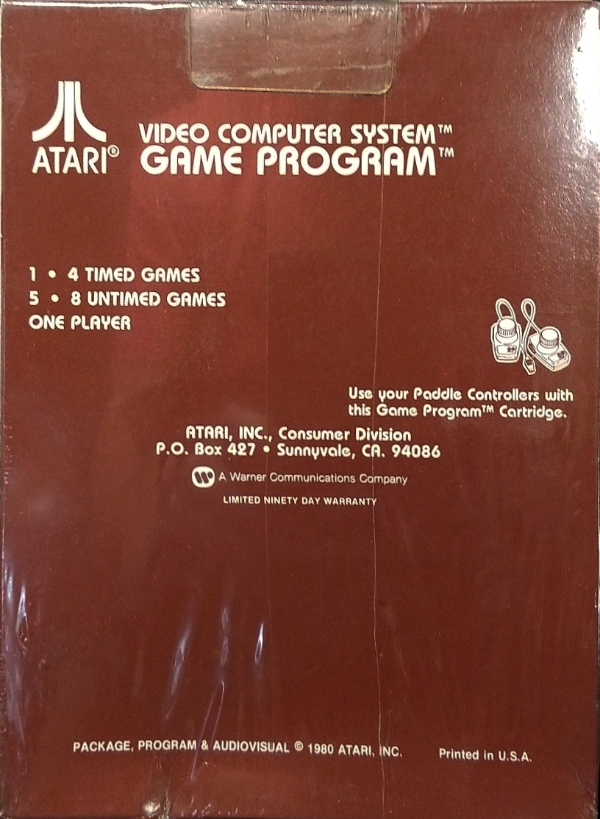 ATARI®
VIDEO COMPUTER SYSTEM™
GAME PROGRAM™
1 • 4 TIMED GAMES
5 • 8 UNTIMED GAMES
ONE PLAYER
Use your Paddle Controllers with
this Game Program™ Cartridge.
ATARI, INC., Consumer Division
P.O. Box 427 • Sunnyvale, CA. 94086
A Warner Communications Company
LIMITED NINETY DAY WARRANTY
PACKAGE, PROGRAM & AUDIOVISUAL © 1980 ATARI, INC.
Printed in U.S.A.